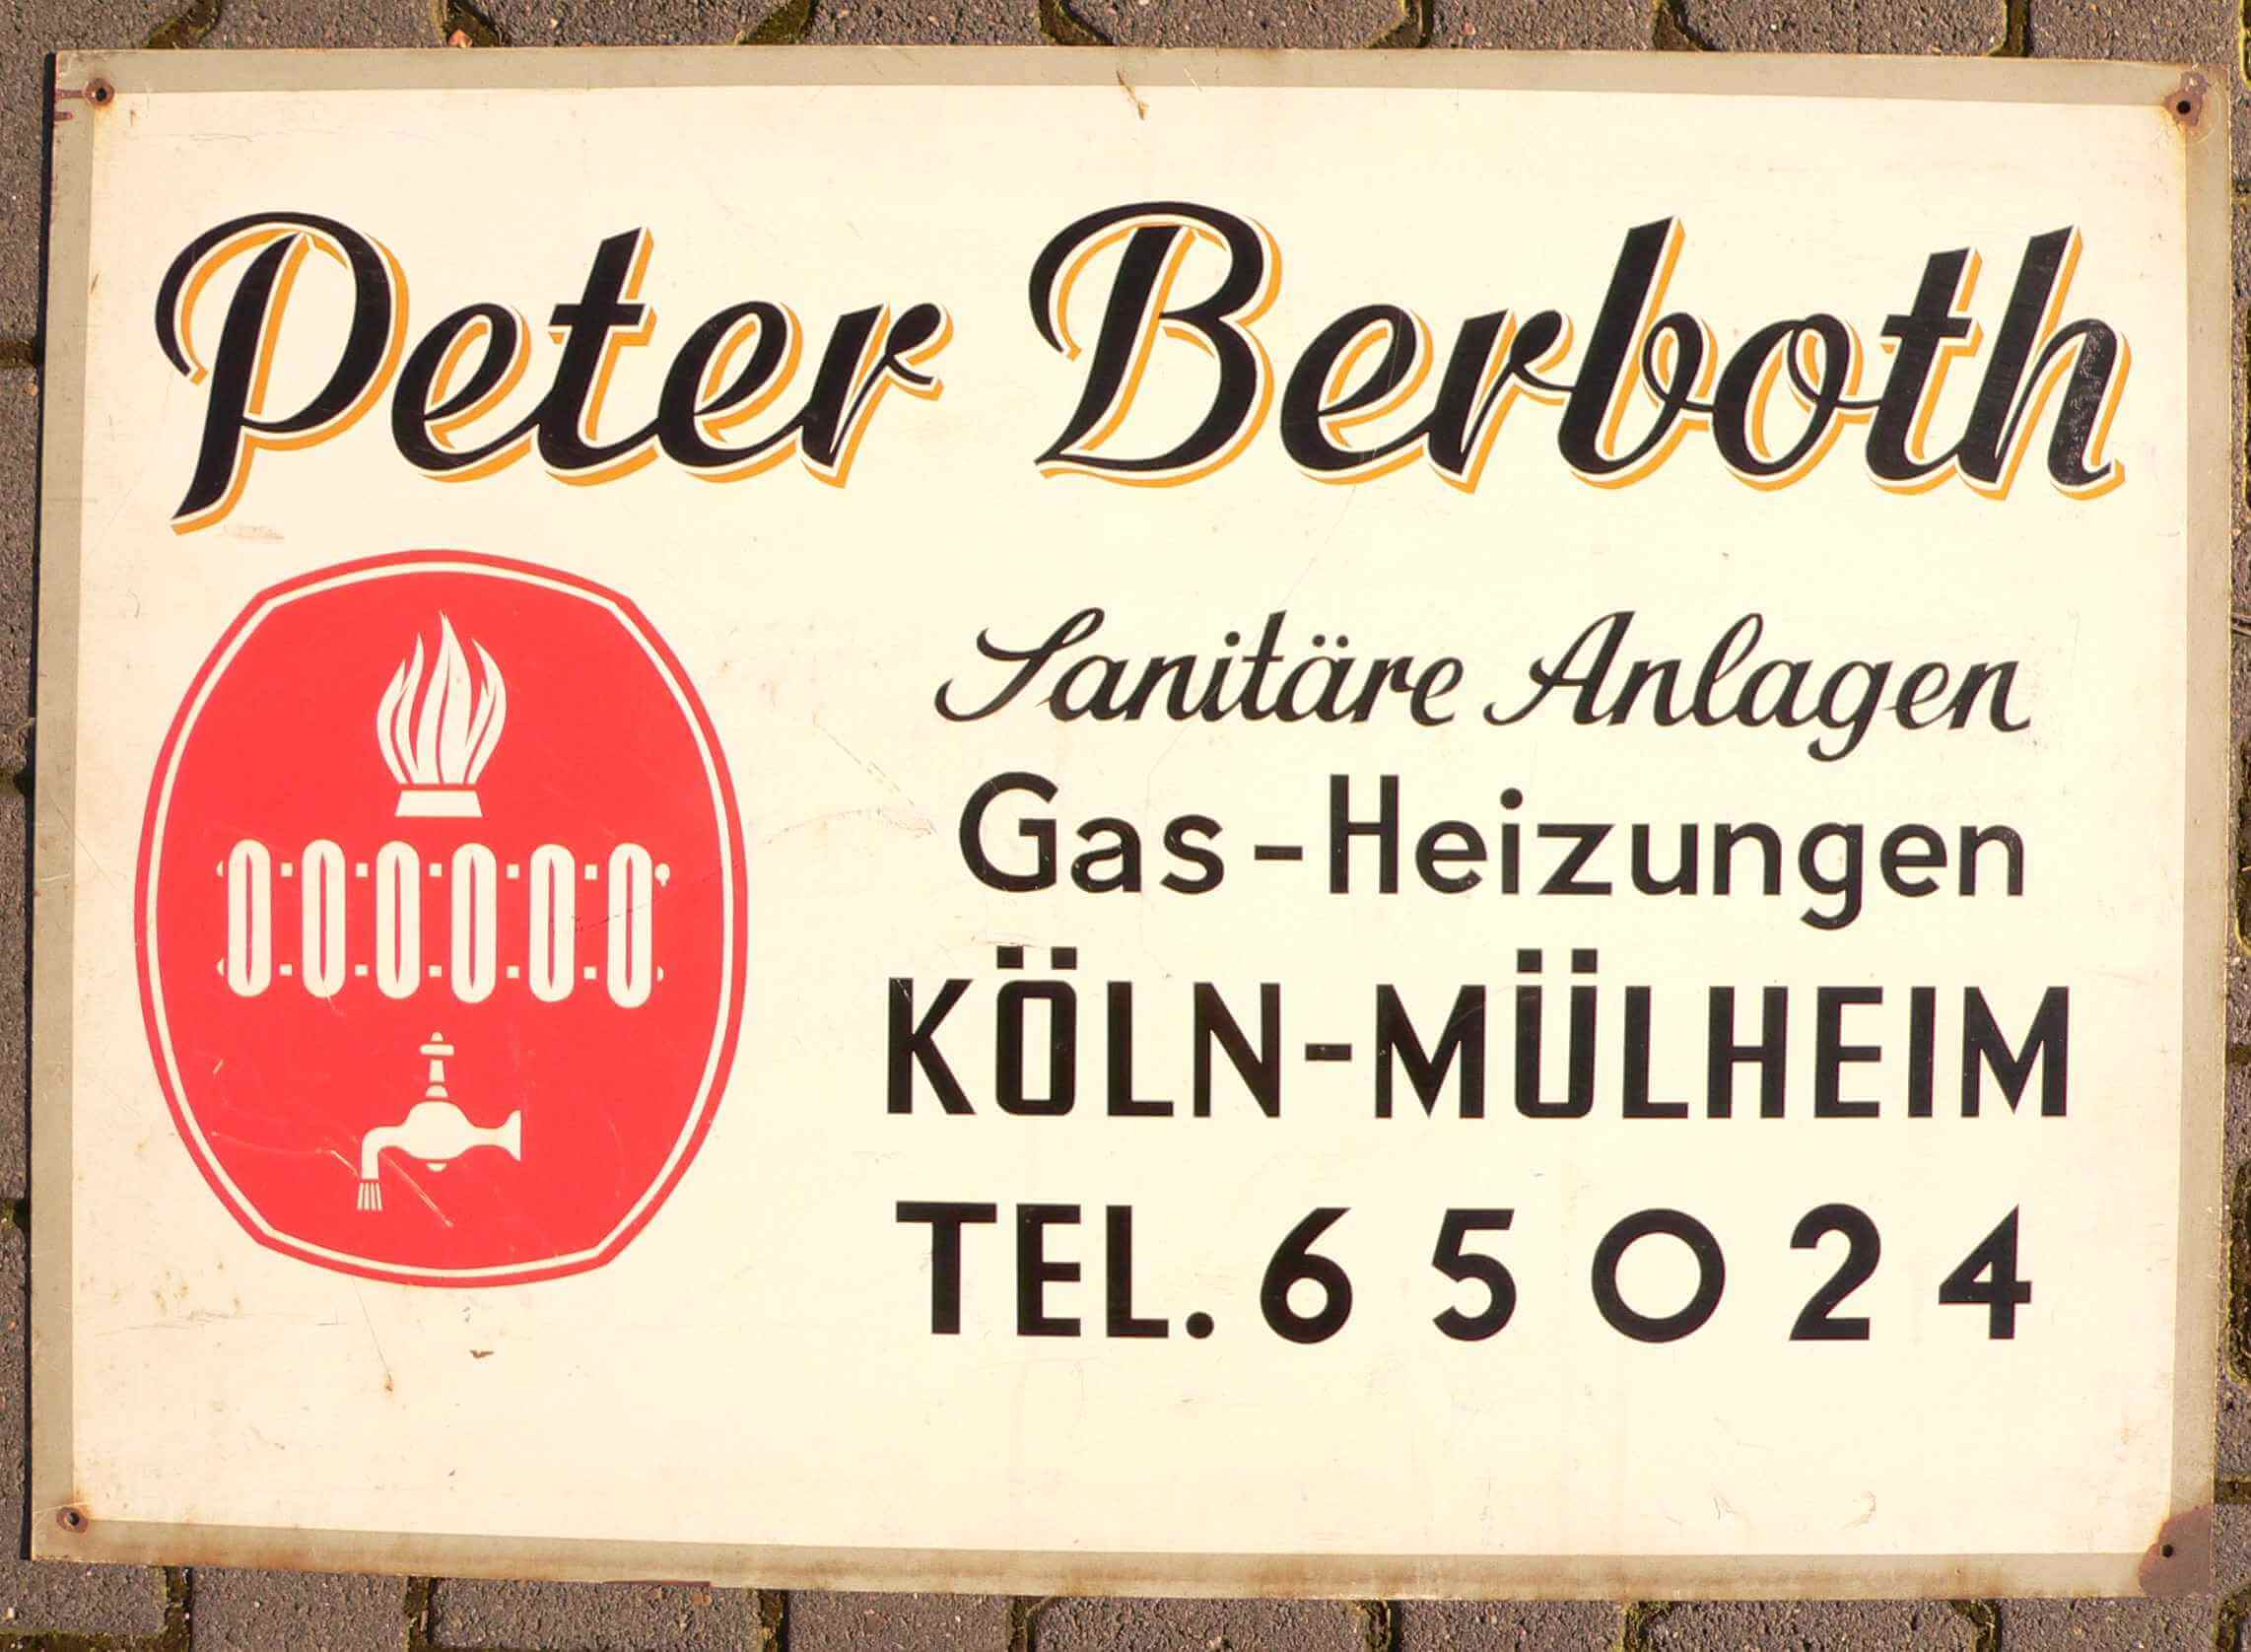 Peter Berboth
Sanitäre Anlagen
Gas-Heizungen
KÖLN-MÜLHEIM
TEL. 65024